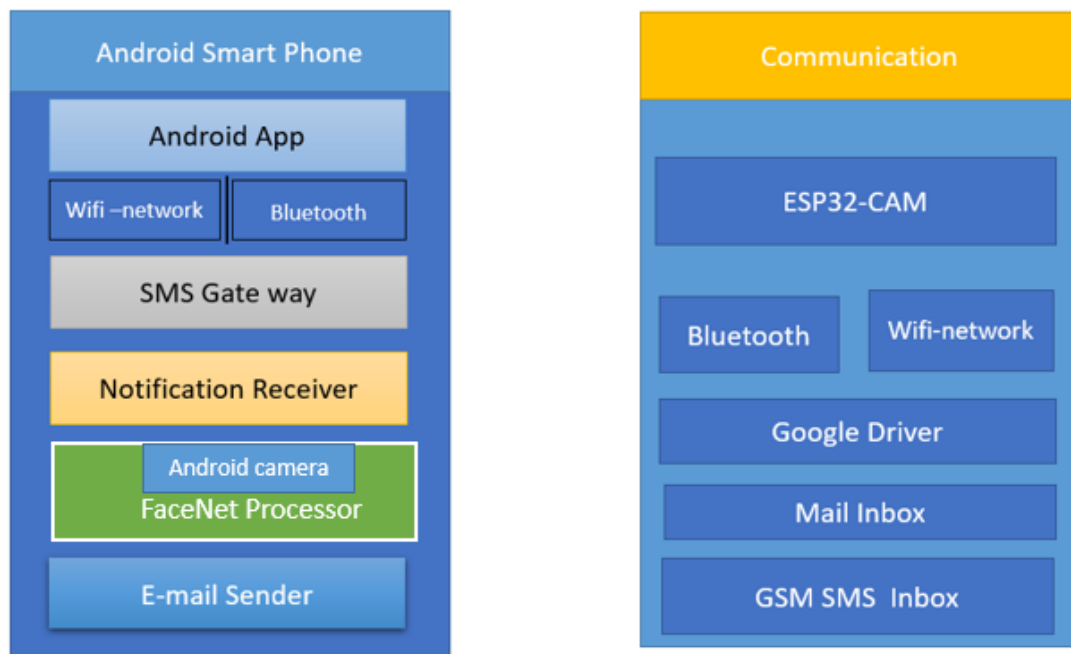 Android Smart Phone
Android App
Wifi –network
Bluetooth
SMS Gate way
Notification Receiver
Android camera
FaceNet Processor
E-mail Sender
Communication
ESP32-CAM
Bluetooth
Wifi-network
Google Driver
Mail Inbox
GSM SMS Inbox